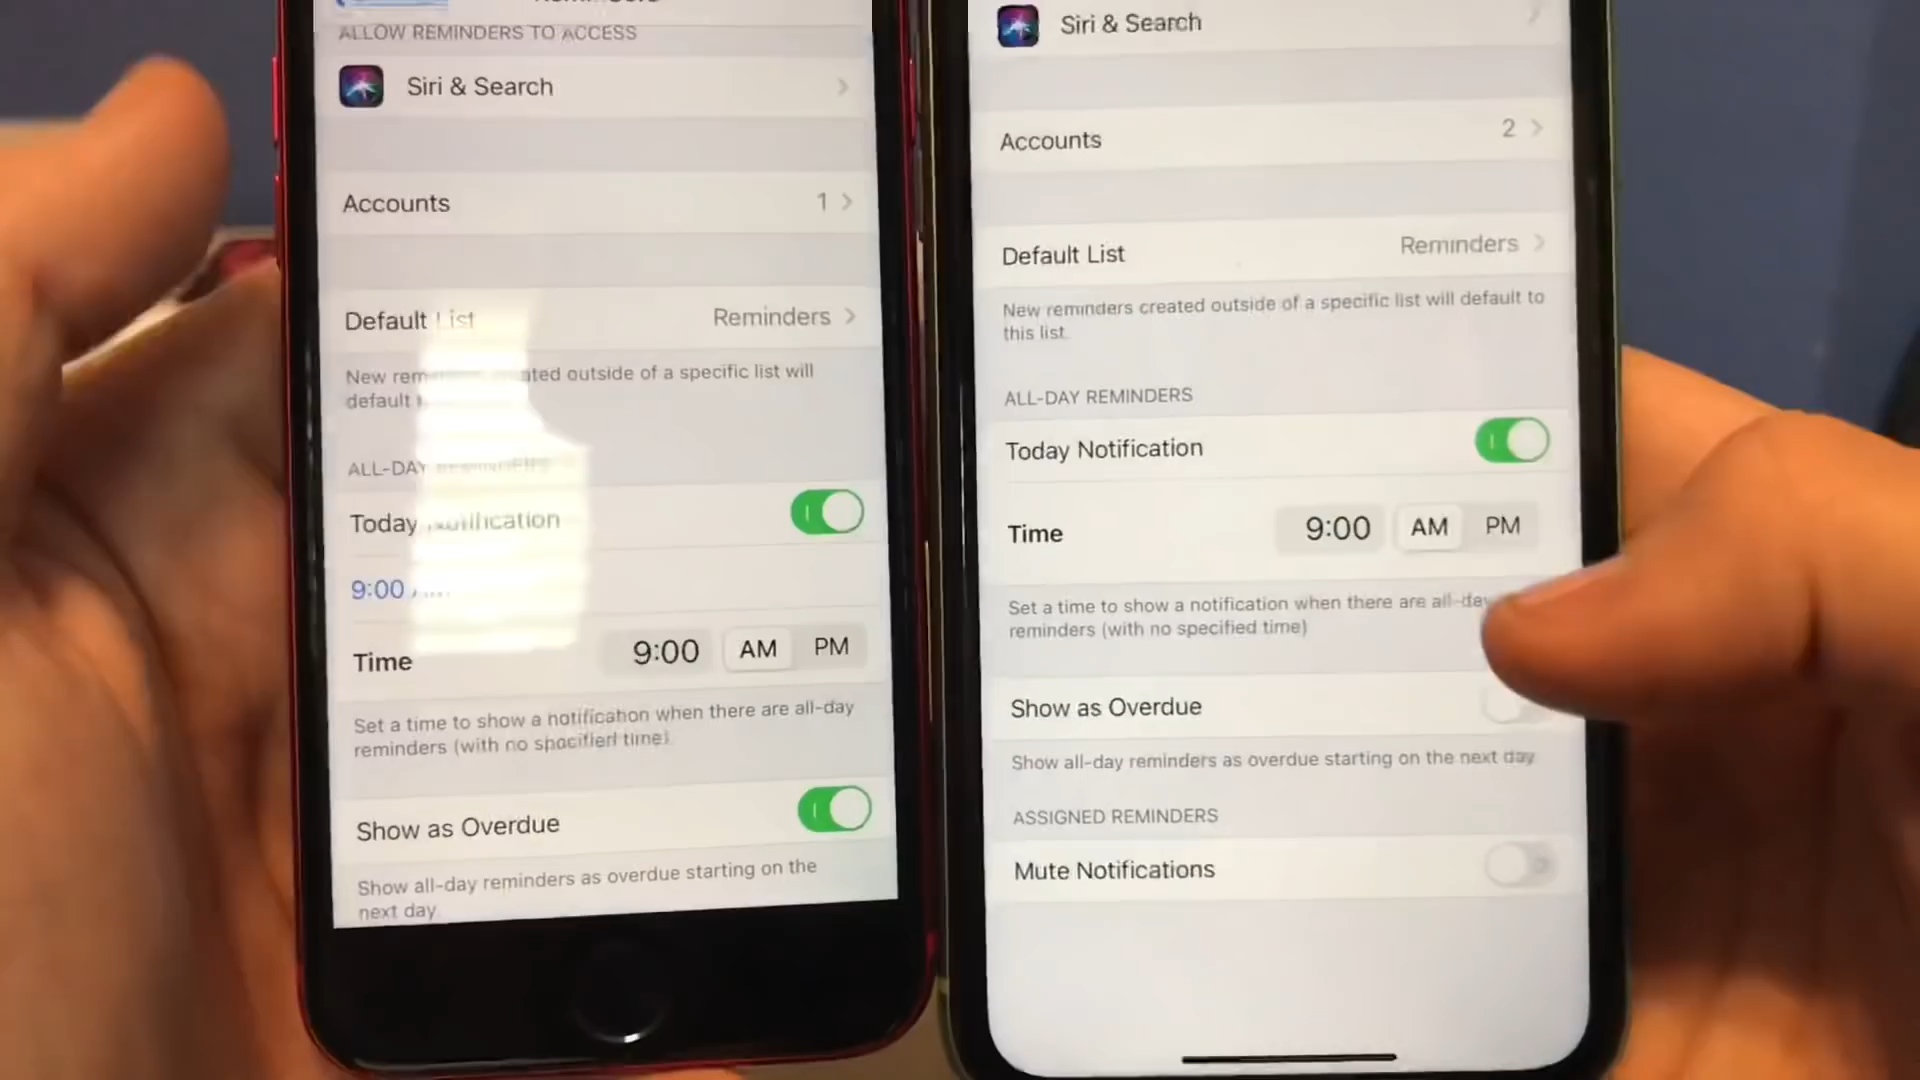 ALLOW REMINDERS TO ACCESS
Siri & Search
Accounts 1
Default List Reminders
New ated outside of a specific list will
default
ALL-DAY
Today Notification
9:00
Time 9:00 AM PM
Set a time to show a notification when there are all-day
reminders (with no specified time)
Show as Overdue
Show all-day reminders as overdue starting on the
next day.
Siri & Search
Accounts 2
Default List Reminders
New reminders created outside of a specific list will default to
this list.
ALL-DAY REMINDERS
Today Notification
Time 9:00 AM PM
Set a time to show a notification when there are all-day
reminders (with no specified time)
Show as Overdue
Show all-day reminders as overdue starting on the next day
ASSIGNED REMINDERS
Mute Notifications